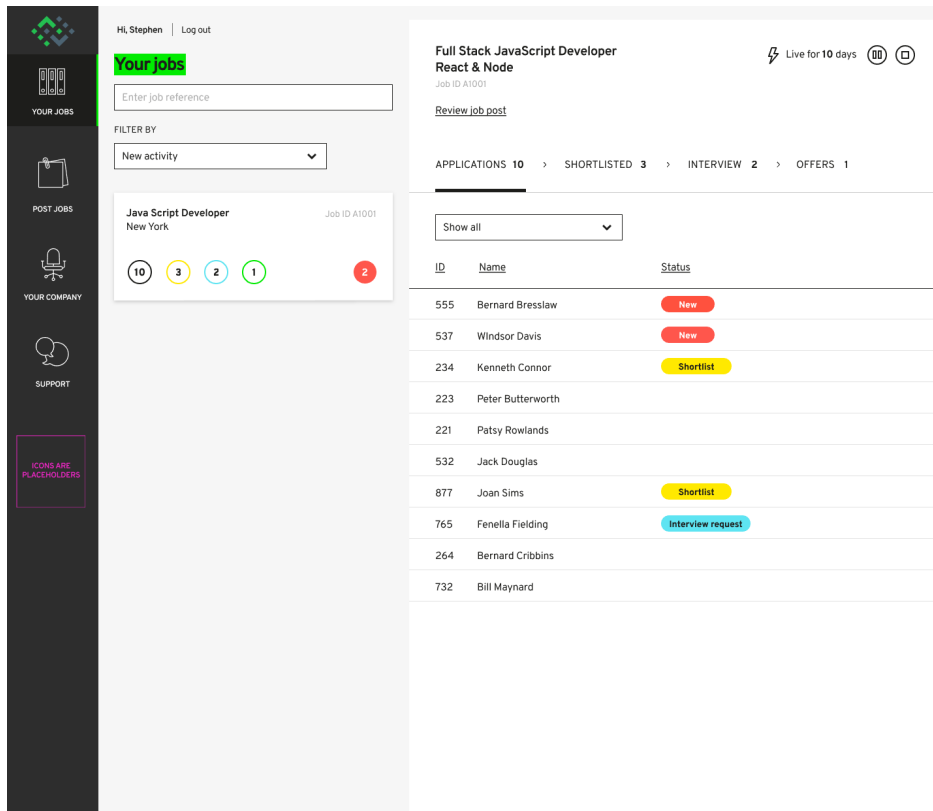 Hi, Stephen | Log out
Your jobs
Enter job reference
FILTER BY
New activity
Java Script Developer Job ID A1001
New York
10 3 2 1 2
YOUR JOBS
POST JOBS
YOUR COMPANY
SUPPORT
ICONS ARE
PLACEHOLDERS
Full Stack JavaScript Developer
React & Node
Job ID A1001
Live for 10 days
Review job post
APPLICATIONS 10 > SHORTLISTED 3 > INTERVIEW 2 > OFFERS 1
Show all
ID Name Status
555 Bernard Bresslaw New
537 WIndsor Davis New
234 Kenneth Connor Shortlist
223 Peter Butterworth
221 Patsy Rowlands
532 Jack Douglas
877 Joan Sims Shortlist
765 Fenella Fielding Interview request
264 Bernard Cribbins
732 Bill Maynard